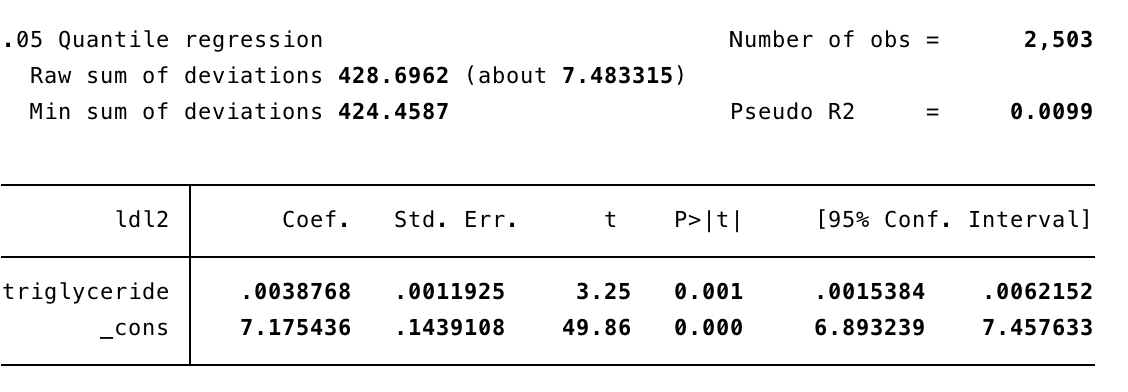 .05 Quantile regression Number of obs = 2,503
Raw sum of deviations 428.6962 (about 7.483315)
Min sum of deviations 424.4587 Pseudo R2 = 0.0099
ldl2 Coef. Std. Err. t P>|t| [95% Conf. Interval]
triglyceride .0038768 .0011925 3.25 0.001 .0015384 .0062152
_cons 7.175436 .1439108 49.86 0.000 6.893239 7.457633